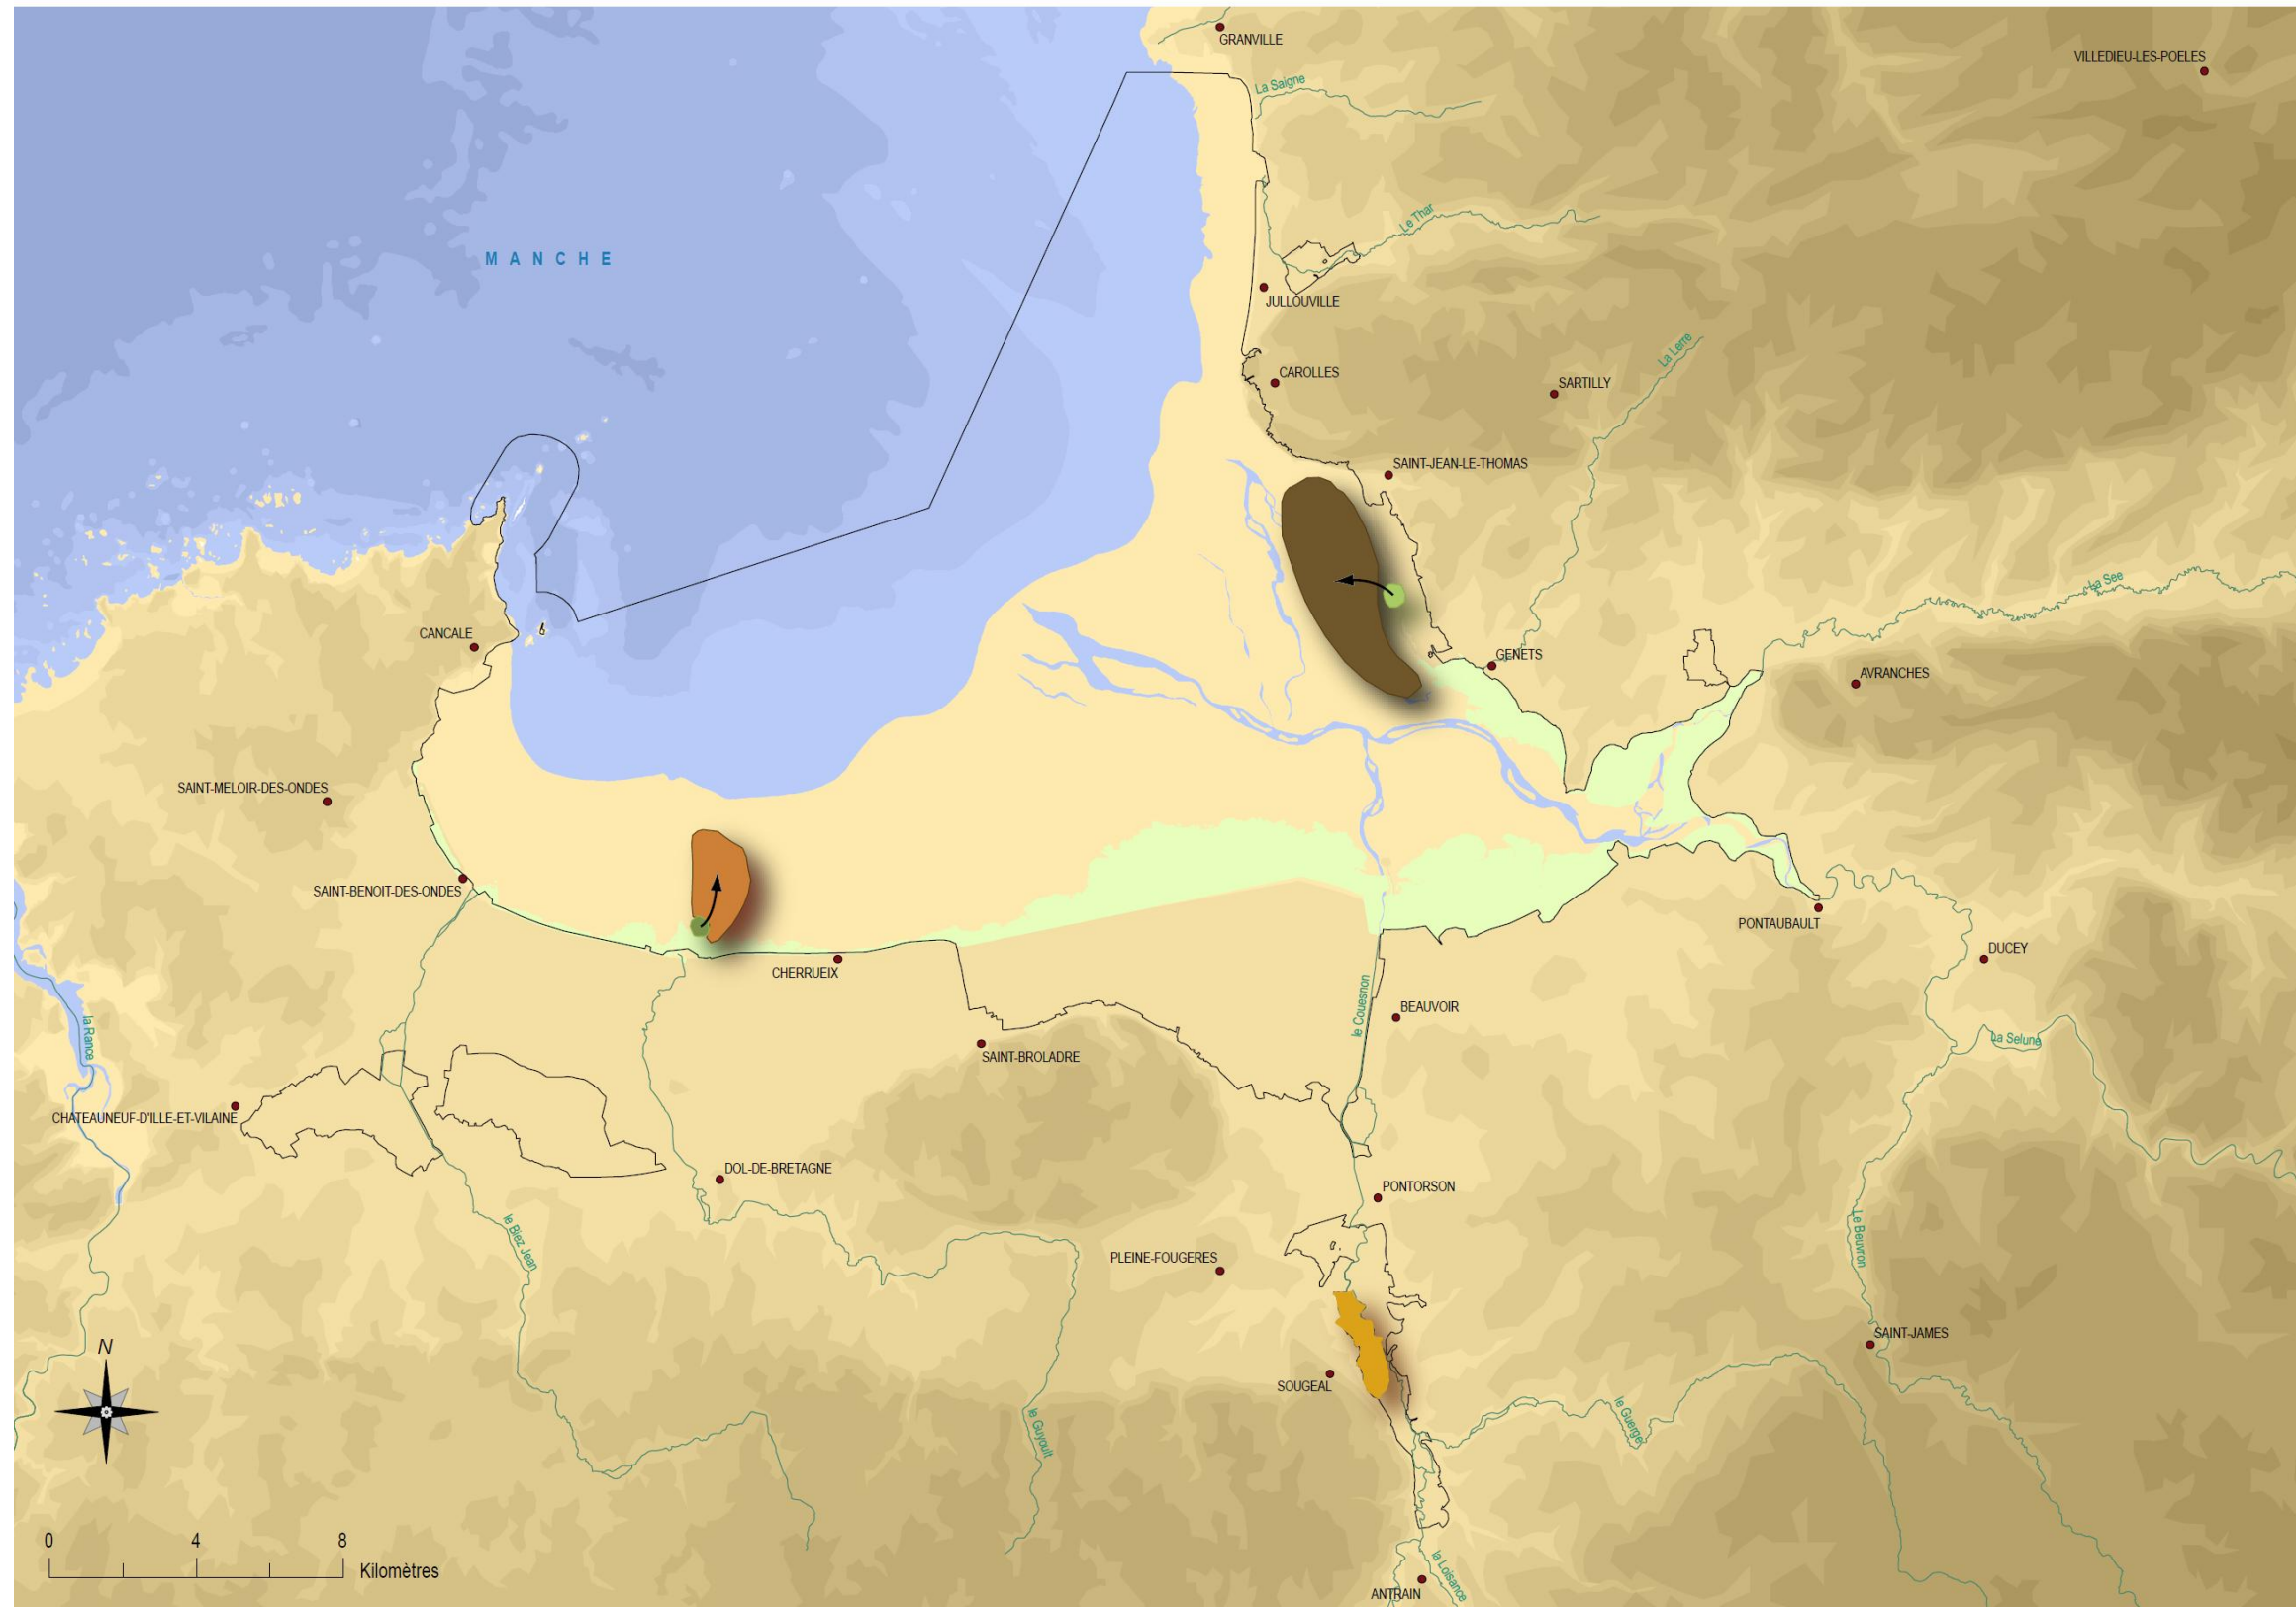 GRANVILLE
VILLEDIEU-LES-POELES
La Saigne
Le Thar
MANCHE
JULLOUVILLE
La Lerre
CAROLLES
SARTILLY
SAINT-JEAN-LE-THOMAS
La See
CANCALE
GENETS
AVRANCHES
SAINT-MELOIR-DES-ONDES
SAINT-BENOIT-DES-ONDES
PONTAUBAULT
CHERRUEIX
DUCEY
le Couesnon
BEAUVOIR
la Rance
La Selune
SAINT-BROLADRE
CHATEAUNEUF-D'ILLE-ET-VILAINE
DOL-DE-BRETAGNE
PONTORSON
le Biez Jean
Le Beuvron
PLEINE-FOUGERES
SAINT-JAMES
N
SOUGEAL
le Guyoult
le Guerge
0 4 8
Kilomètres
la Loisance
ANTRAIN